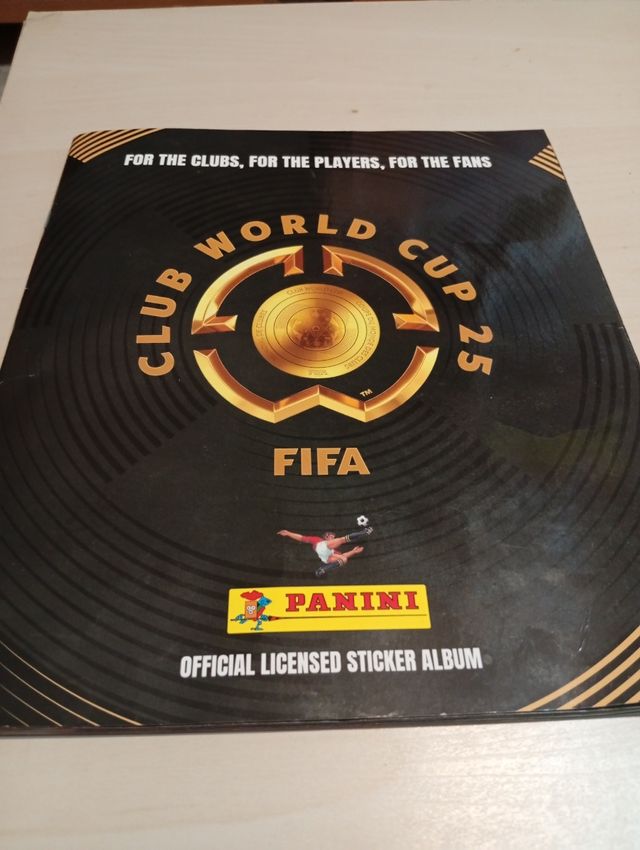 FOR THE CLUBS, FOR THE PLAYERS, FOR THE FANS
CLUB WORLD CUP 25
TM
FIFA
PANINI
OFFICIAL LICENSED STICKER ALBUM